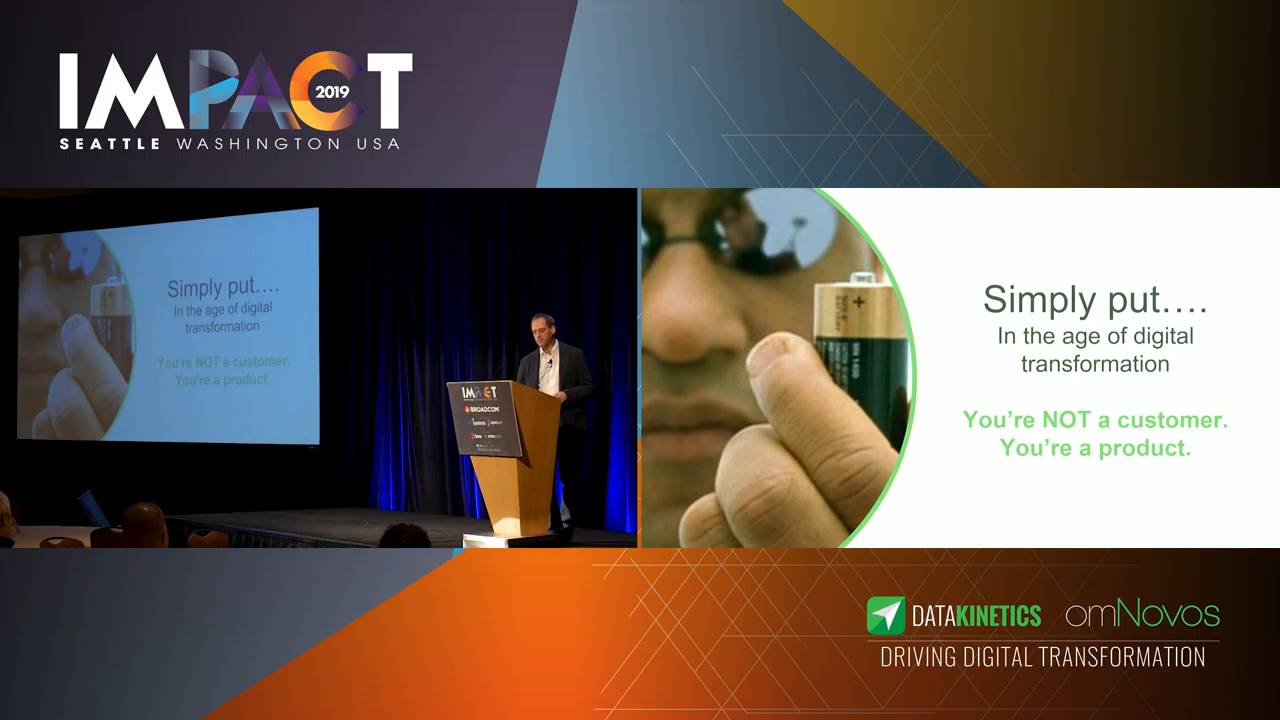 IMPACT
2019
SEATTLE WASHINGTON USA
Simply put….
In the age of digital
transformation
You're NOT a customer.
You're a product.
IMPACT
BROADCOM
Simply put….
In the age of digital
transformation
You’re NOT a customer.
You’re a product.
+
DATAKINETICS omNovos
DRIVING DIGITAL TRANSFORMATION